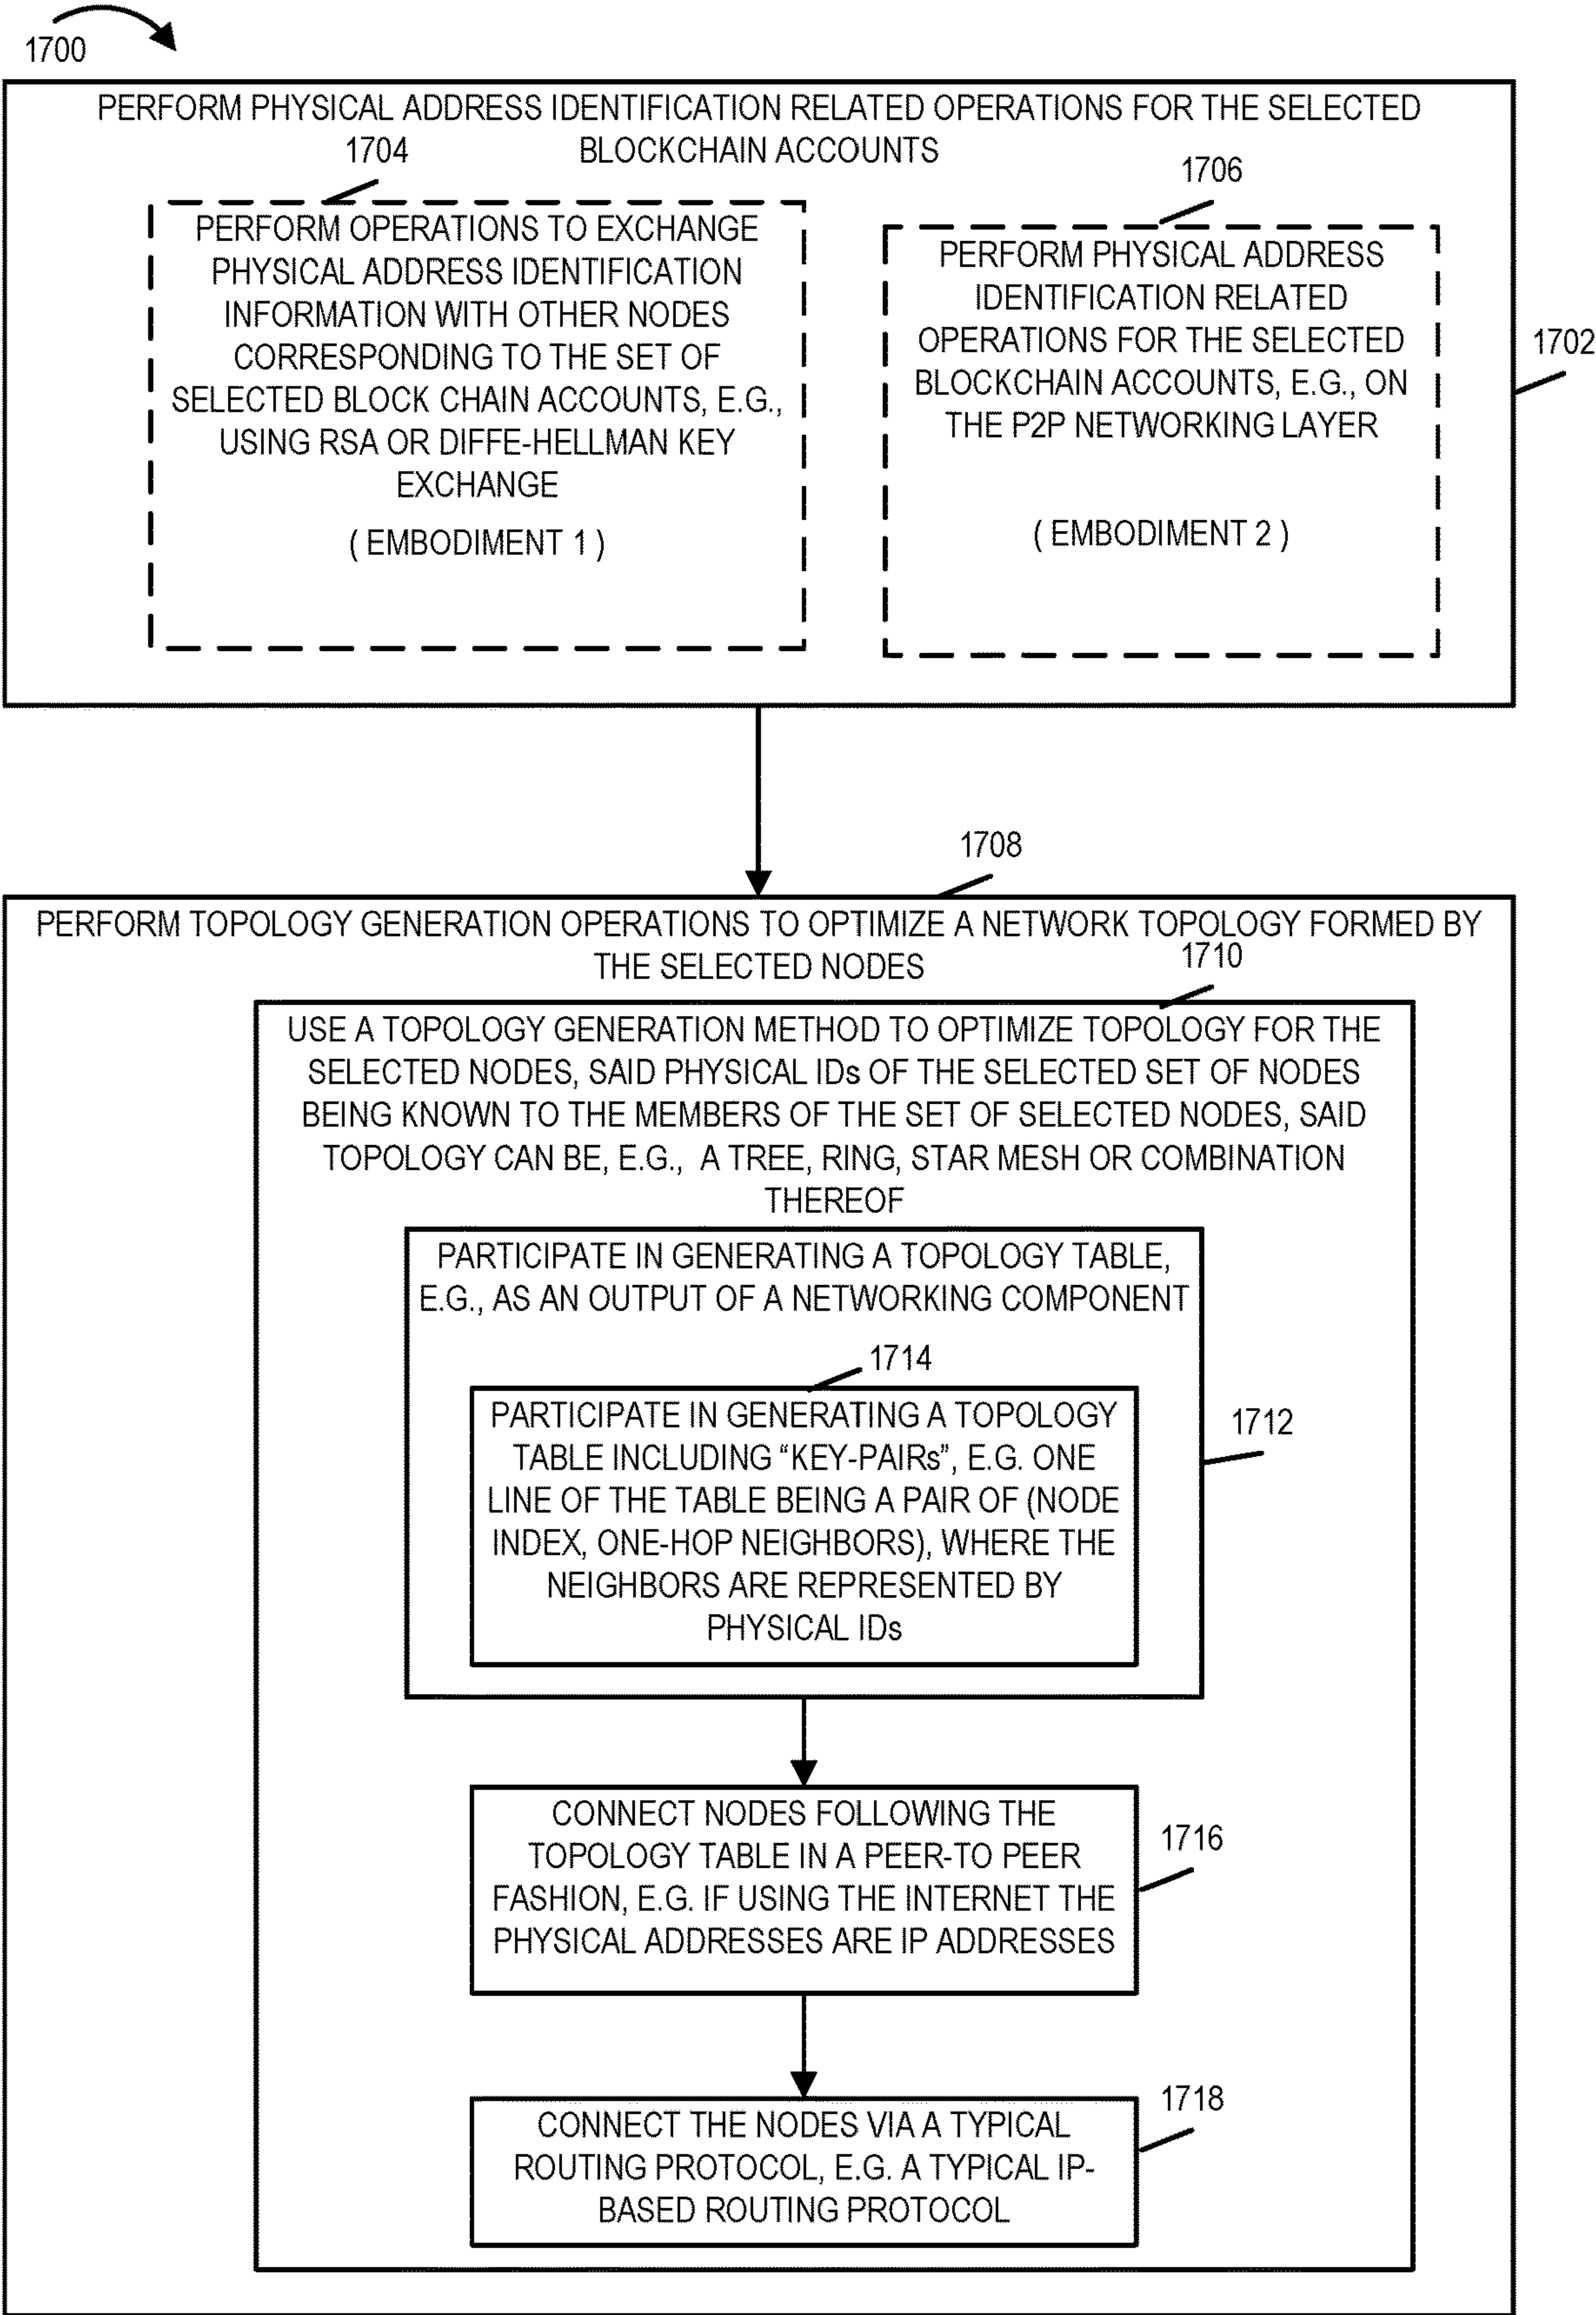 1700
PERFORM PHYSICAL ADDRESS IDENTIFICATION RELATED OPERATIONS FOR THE SELECTED
BLOCKCHAIN ACCOUNTS
1704
PERFORM OPERATIONS TO EXCHANGE
PHYSICAL ADDRESS IDENTIFICATION
INFORMATION WITH OTHER NODES
CORRESPONDING TO THE SET OF
SELECTED BLOCK CHAIN ACCOUNTS, E.G.,
USING RSA OR DIFFE-HELLMAN KEY
EXCHANGE
( EMBODIMENT 1 )
1706
PERFORM PHYSICAL ADDRESS
IDENTIFICATION RELATED
OPERATIONS FOR THE SELECTED
BLOCKCHAIN ACCOUNTS, E.G., ON
THE P2P NETWORKING LAYER
( EMBODIMENT 2 )
1702
1708
PERFORM TOPOLOGY GENERATION OPERATIONS TO OPTIMIZE A NETWORK TOPOLOGY FORMED BY
THE SELECTED NODES
1710
USE A TOPOLOGY GENERATION METHOD TO OPTIMIZE TOPOLOGY FOR THE
SELECTED NODES, SAID PHYSICAL IDs OF THE SELECTED SET OF NODES
BEING KNOWN TO THE MEMBERS OF THE SET OF SELECTED NODES, SAID
TOPOLOGY CAN BE, E.G., A TREE, RING, STAR MESH OR COMBINATION
THEREOF
PARTICIPATE IN GENERATING A TOPOLOGY TABLE,
E.G., AS AN OUTPUT OF A NETWORKING COMPONENT
1714
PARTICIPATE IN GENERATING A TOPOLOGY
TABLE INCLUDING “KEY-PAIRs”, E.G. ONE
LINE OF THE TABLE BEING A PAIR OF (NODE
INDEX, ONE-HOP NEIGHBORS), WHERE THE
NEIGHBORS ARE REPRESENTED BY
PHYSICAL IDs
1712
CONNECT NODES FOLLOWING THE
TOPOLOGY TABLE IN A PEER-TO PEER
FASHION, E.G. IF USING THE INTERNET THE
PHYSICAL ADDRESSES ARE IP ADDRESSES
1716
CONNECT THE NODES VIA A TYPICAL
ROUTING PROTOCOL, E.G. A TYPICAL IP-
BASED ROUTING PROTOCOL
1718